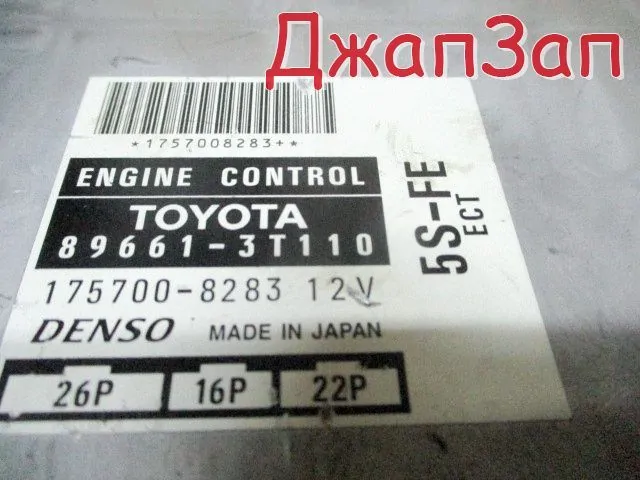 ДжапЗап
*1757008283+*
ENGINE CONTROL
TOYOTA
89661-3T110
175700-8283 12V
DENSO MADE IN JAPAN
26P 16P 22P
5S-FE
ECT